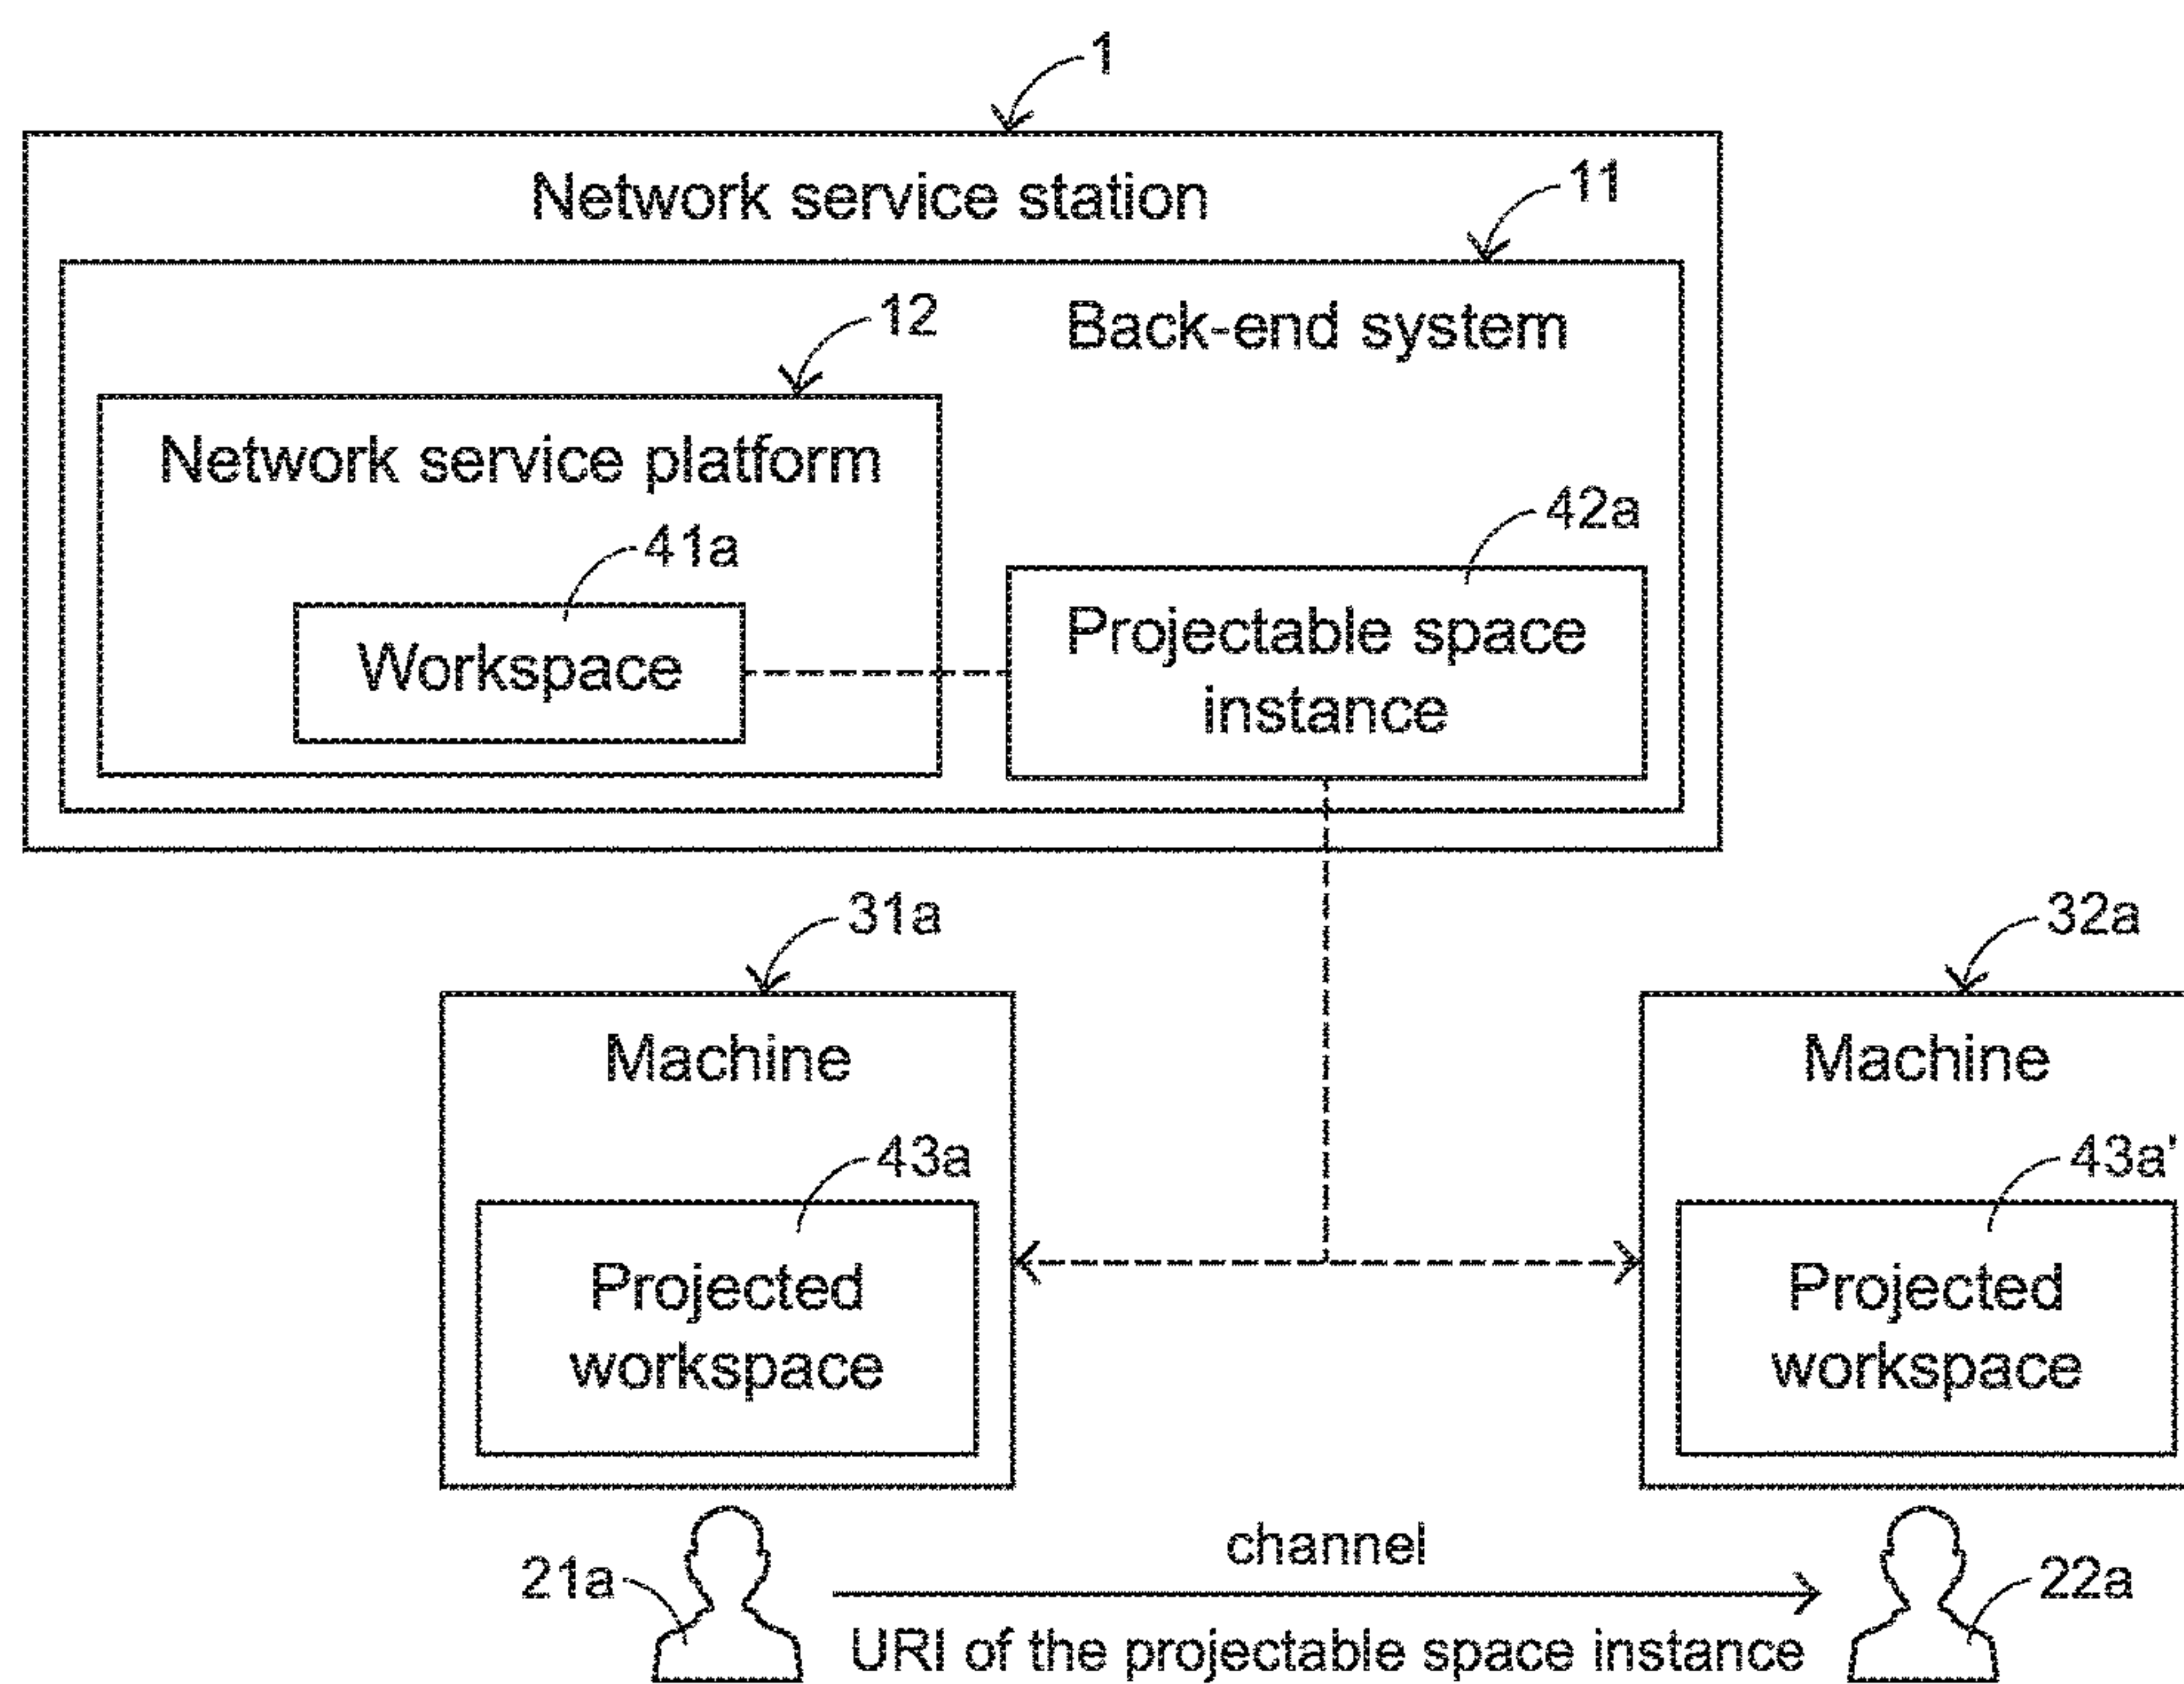 1
Network service station
11
Back-end system
12
Network service platform
41a
Workspace
42a
Projectable space
instance
31a
Machine
43a
Projected
workspace
32a
Machine
43a'
Projected
workspace
21a
channel
URI of the projectable space instance
22a